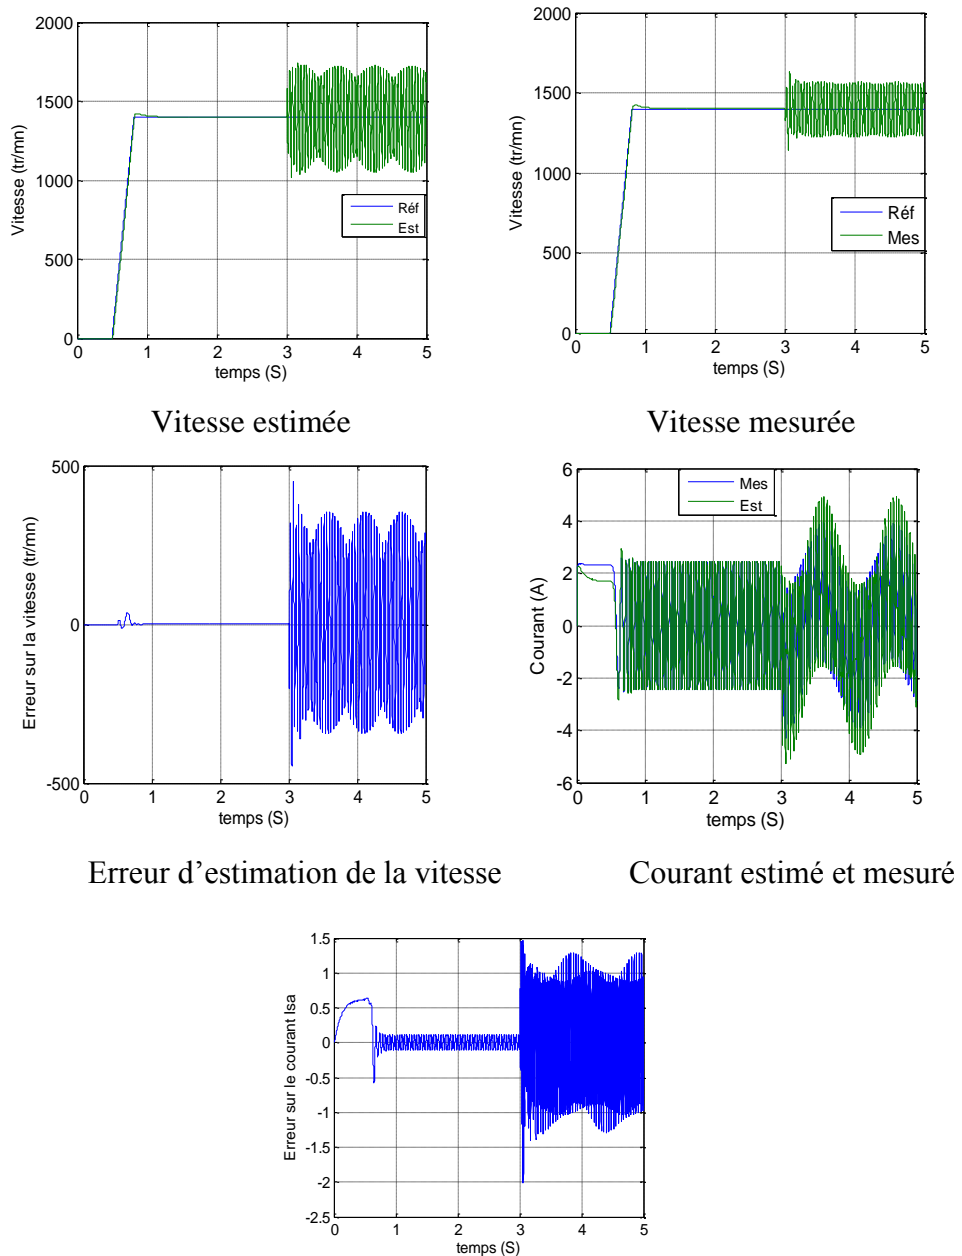 2000
1500
1000
500
0
Vitesse (tr/mn)
Réf
Est
0 1 2 3 4 5
temps (S)
Vitesse estimée
2000
1500
1000
500
0
Vitesse (tr/mn)
Réf
Mes
0 1 2 3 4 5
temps (S)
Vitesse mesurée
500
0
-500
Erreur sur la vitesse (tr/mn)
0 1 2 3 4 5
temps (S)
Erreur d’estimation de la vitesse
6
4
2
0
-2
-4
-6
Courant (A)
Mes
Est
0 1 2 3 4 5
temps (S)
Courant estimé et mesuré
1.5
1
0.5
0
-0.5
-1
-1.5
-2
-2.5
Erreur sur le courant Isa
0 1 2 3 4 5
temps (S)